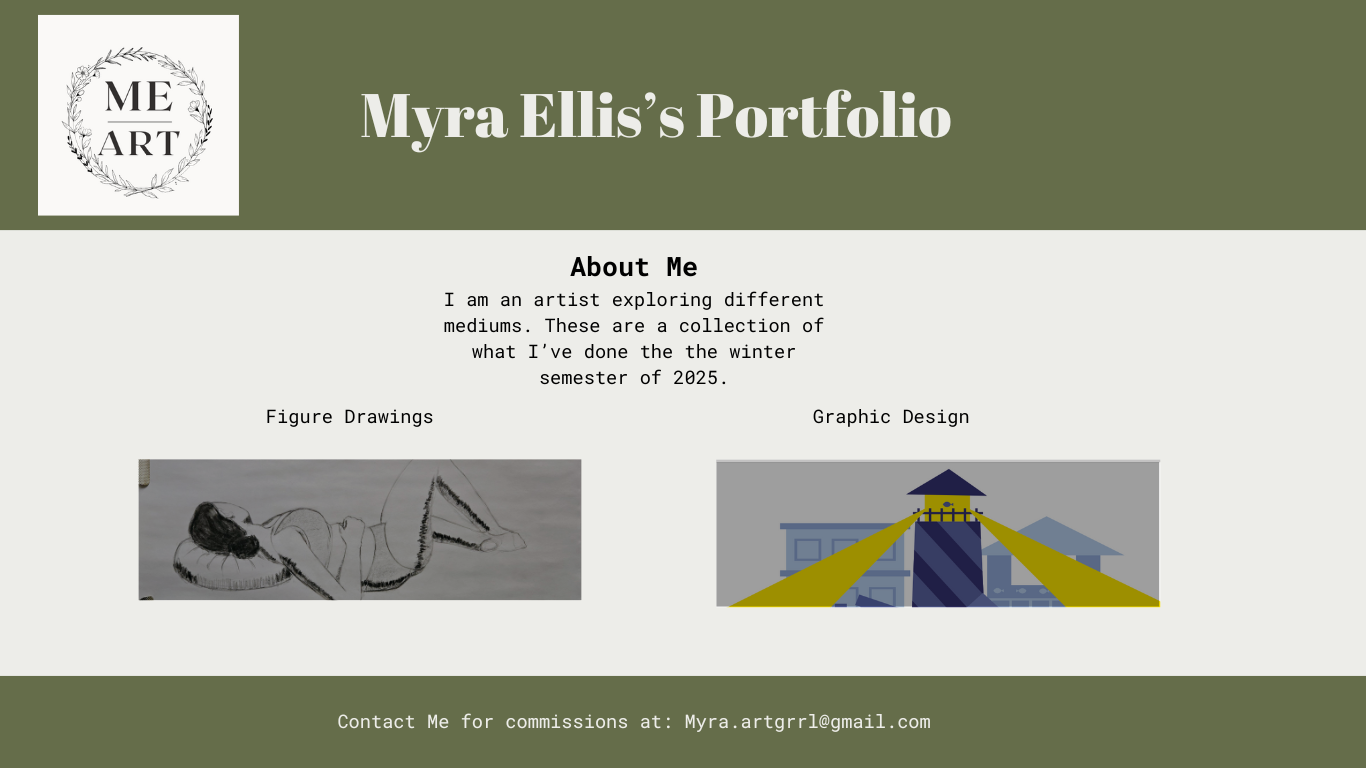 ME
ART
Myra Ellis’s Portfolio
About Me
I am an artist exploring different
mediums. These are a collection of
what I’ve done the the winter
semester of 2025.
Figure Drawings
Graphic Design
Contact Me for commissions at: Myra.artgrrl@gmail.com